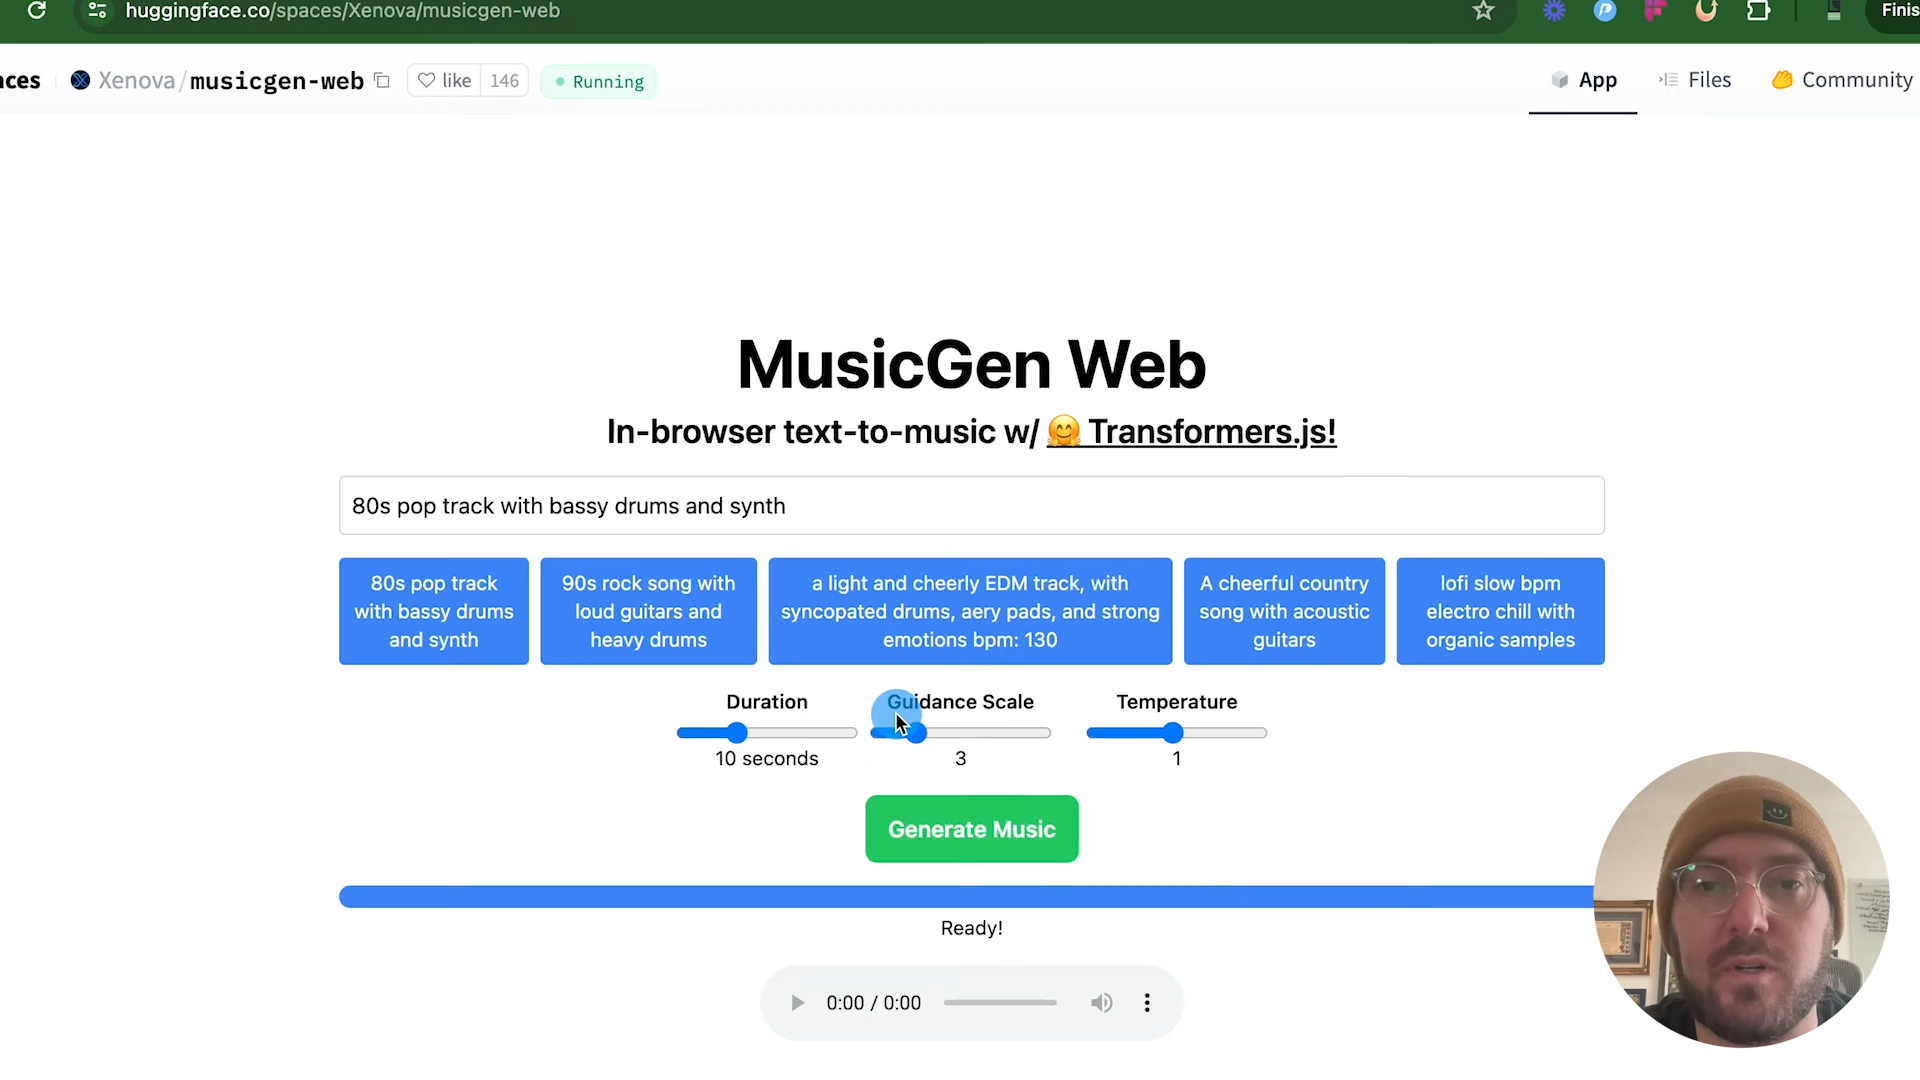 huggingface.co/spaces/Xenova/musicgen-web
Finis
aces Xenova/musicgen-web like 146 Running App Files Community
MusicGen Web
In-browser text-to-music w/ 🤗 Transformers.js!
80s pop track with bassy drums and synth
80s pop track
with bassy drums
and synth
90s rock song with
loud guitars and
heavy drums
a light and cheerly EDM track, with
syncopated drums, aery pads, and strong
emotions bpm: 130
A cheerful country
song with acoustic
guitars
lofi slow bpm
electro chill with
organic samples
Duration
10 seconds
Guidance Scale
3
Temperature
1
Generate Music
Ready!
0:00 / 0:00